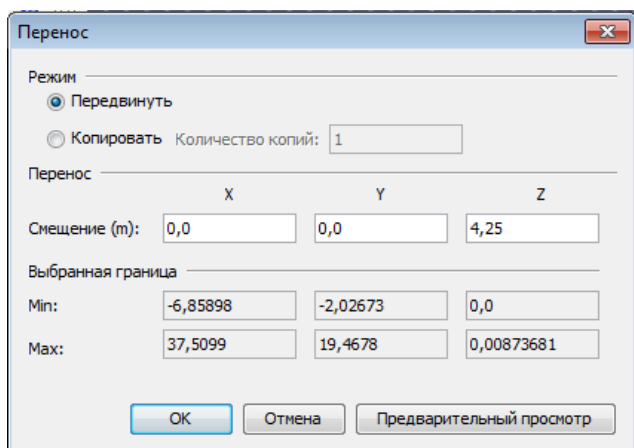 Перенос
Режим
Передвинуть
Копировать Количество копий: 1
Перенос
X Y Z
Смещение (m): 0,0 0,0 4,25
Выбранная граница
Min: -6,85898 -2,02673 0,0
Max: 37,5099 19,4678 0,00873681
OK Отмена Предварительный просмотр